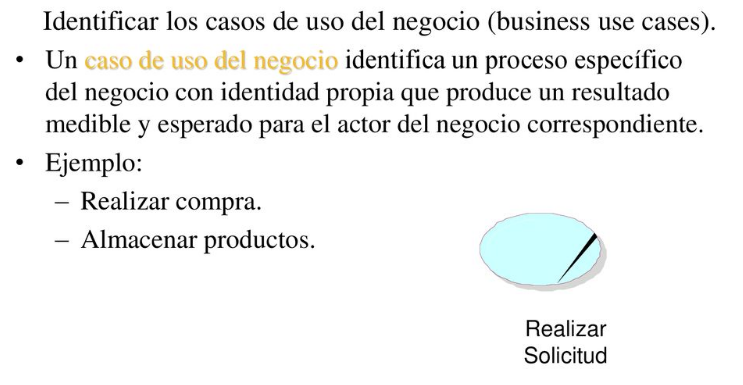 Identificar los casos de uso del negocio (business use cases).
• Un caso de uso del negocio identifica un proceso específico
del negocio con identidad propia que produce un resultado
medible y esperado para el actor del negocio correspondiente.
• Ejemplo:
– Realizar compra.
– Almacenar productos.
Realizar
Solicitud